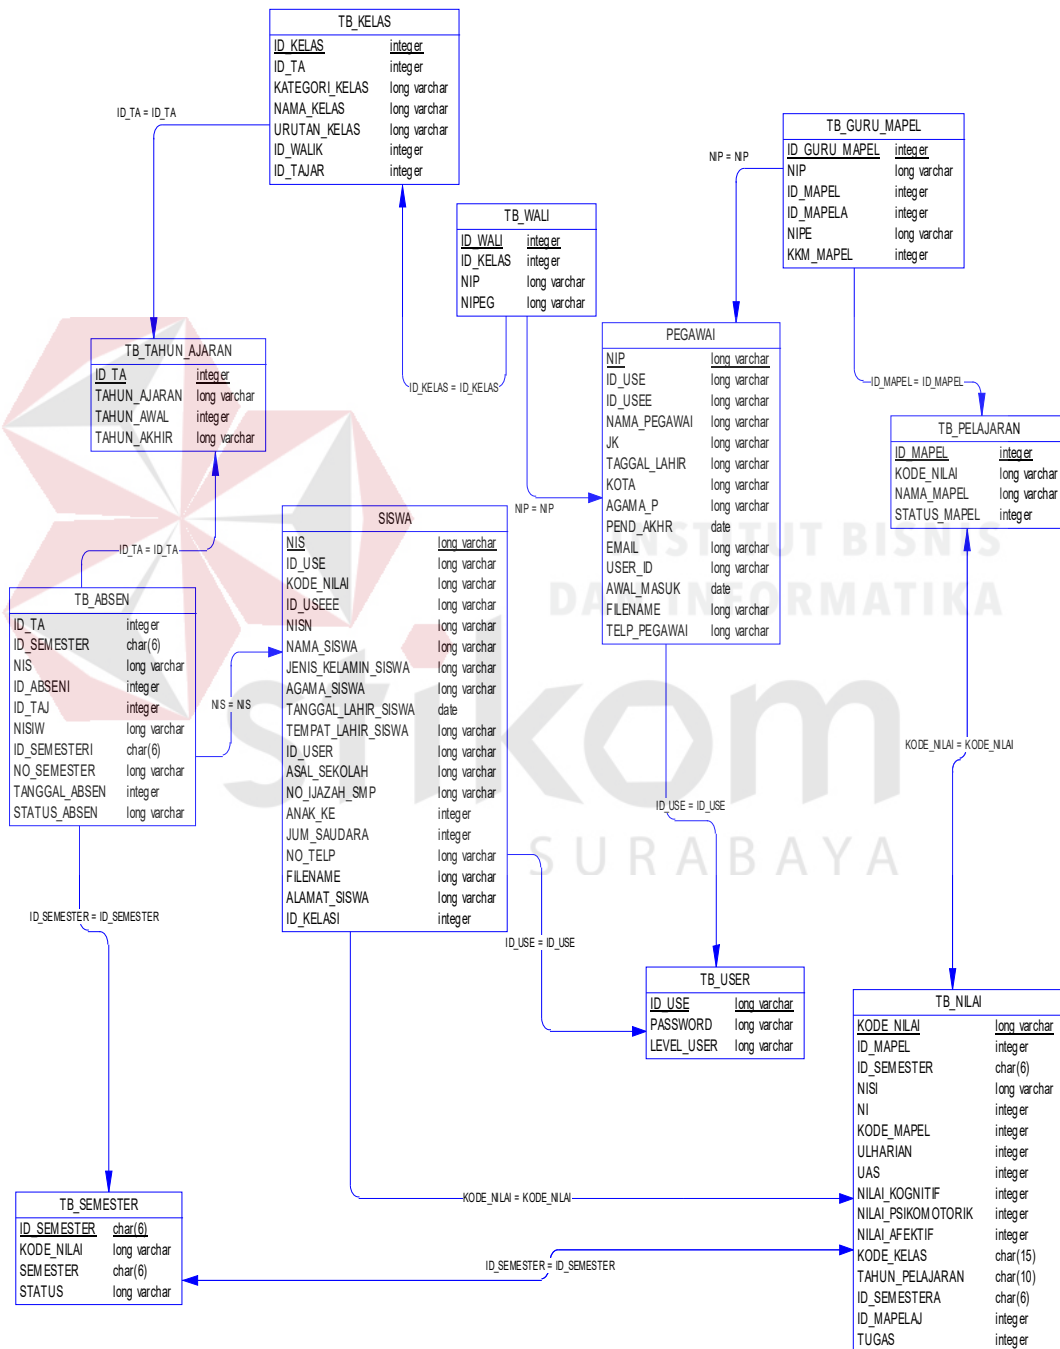 TB_KELAS
ID_KELAS integer
ID_TA integer
KATEGORI_KELAS long varchar
NAMA_KELAS long varchar
URUTAN_KELAS long varchar
ID_WALIK integer
ID_TAJAR integer
ID_TA = ID_TA
TB_GURU_MAPEL
ID_GURU_MAPEL integer
NIP long varchar
ID_MAPEL integer
ID_MAPELA integer
NIPE long varchar
KKM_MAPEL integer
NIP = NIP
TB_WALI
ID_WALI integer
ID_KELAS integer
NIP long varchar
NIPEG long varchar
ID_KELAS = ID_KELAS
NIP = NIP
TB_TAHUN_AJARAN
ID_TA integer
TAHUN_AJARAN long varchar
TAHUN_AWAL integer
TAHUN_AKHIR long varchar
PEGAWAI
NIP long varchar
ID_USE long varchar
ID_USEE long varchar
NAMA_PEGAWAI long varchar
JK long varchar
TAGGAL_LAHIR long varchar
KOTA long varchar
AGAMA_P long varchar
PEND_AKHR date
EMAIL long varchar
USER_ID long varchar
AWAL_MASUK date
FILENAME long varchar
TELP_PEGAWAI long varchar
ID_MAPEL = ID_MAPEL
TB_PELAJARAN
ID_MAPEL integer
KODE_NILAI long varchar
NAMA_MAPEL long varchar
STATUS_MAPEL integer
INSTITUT BISNIS
DAN INFORMATIKA
stikom
SURABAYA
ID_TA = ID_TA
TB_ABSEN
ID_TA integer
ID_SEMESTER char(6)
NIS long varchar
ID_ABSENI integer
ID_TAJ integer
NISIW long varchar
ID_SEMESTERI char(6)
NO_SEMESTER long varchar
TANGGAL_ABSEN integer
STATUS_ABSEN long varchar
NIS = NIS
SISWA
NIS long varchar
ID_USE long varchar
KODE_NILAI long varchar
ID_USEEE long varchar
NISN long varchar
NAMA_SISWA long varchar
JENIS_KELAMIN_SISWA long varchar
AGAMA_SISWA long varchar
TANGGAL_LAHIR_SISWA date
TEMPAT_LAHIR_SISWA long varchar
ID_USER long varchar
ASAL_SEKOLAH long varchar
NO_IJAZAH_SMP long varchar
ANAK_KE integer
JUM_SAUDARA integer
NO_TELP long varchar
FILENAME long varchar
ALAMAT_SISWA long varchar
ID_KELASI integer
KODE_NILAI = KODE_NILAI
ID_USE = ID_USE
ID_SEMESTER = ID_SEMESTER
ID_USE = ID_USE
TB_USER
ID_USE long varchar
PASSWORD long varchar
LEVEL_USER long varchar
TB_NILAI
KODE_NILAI long varchar
ID_MAPEL integer
ID_SEMESTER char(6)
NISI long varchar
NI integer
KODE_MAPEL integer
ULHARIAN integer
UAS integer
NILAI_KOGNITIF integer
NILAI_PSIKOMOTORIK integer
NILAI_AFEKTIF integer
KODE_KELAS char(15)
TAHUN_PELAJARAN char(10)
ID_SEMESTERA char(6)
ID_MAPELAJ integer
TUGAS integer
KODE_NILAI = KODE_NILAI
TB_SEMESTER
ID_SEMESTER char(6)
KODE_NILAI long varchar
SEMESTER char(6)
STATUS long varchar
ID_SEMESTER = ID_SEMESTER